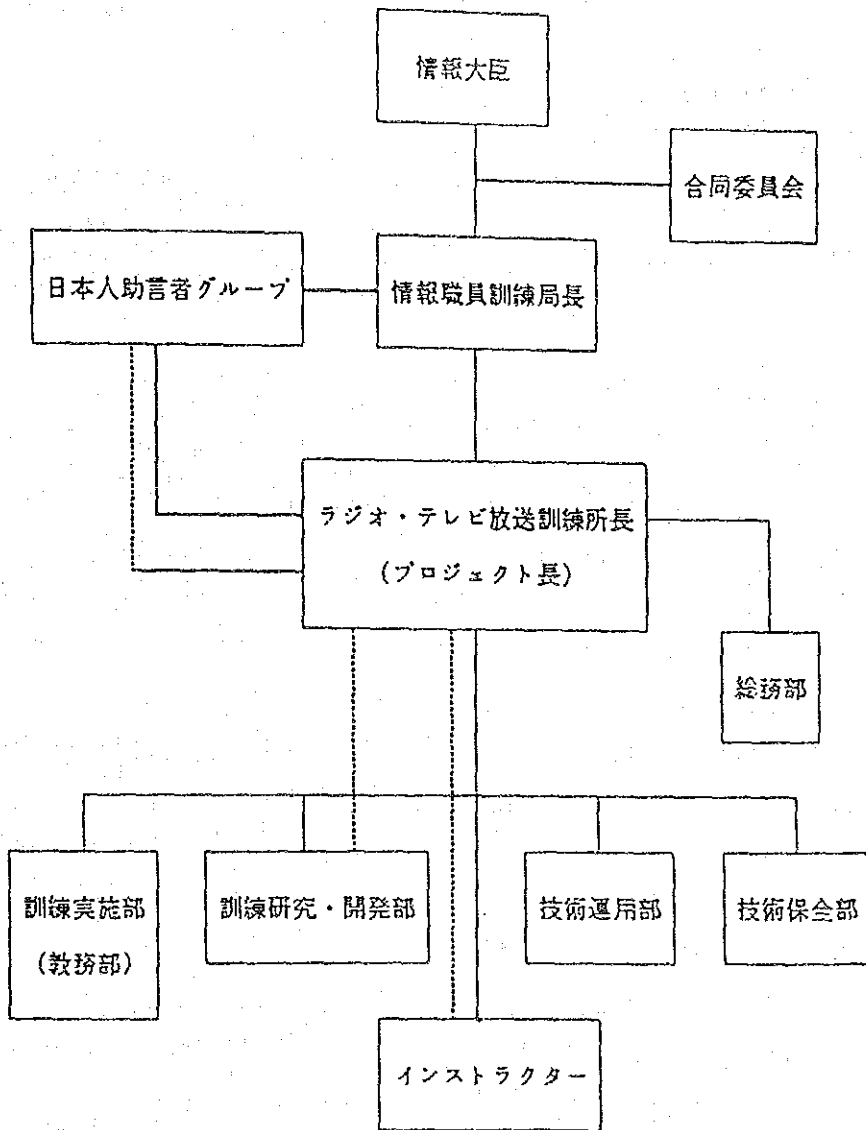 情報大臣
合同委員会
日本人助言者グループ
情報職員訓練局長
ラジオ・テレビ放送訓練所長
(プロジェクト長)
総務部
訓練実施部
(教務部)
訓練研究・開発部
技術運用部
技術保全部
インストラクター